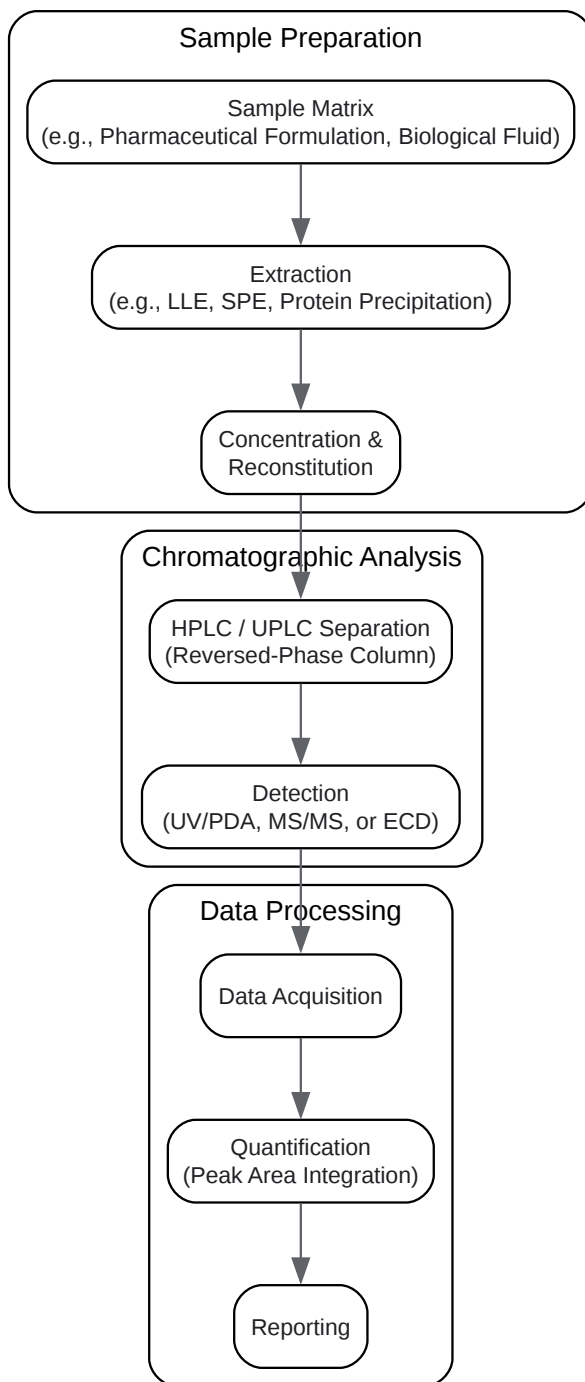 Sample Preparation
Sample Matrix
(e.g., Pharmaceutical Formulation, Biological Fluid)
Extraction
(e.g., LLE, SPE, Protein Precipitation)
Concentration &
Reconstitution
Chromatographic Analysis
HPLC / UPLC Separation
(Reversed-Phase Column)
Detection
(UV/PDA, MS/MS, or ECD)
Data Processing
Data Acquisition
Quantification
(Peak Area Integration)
Reporting